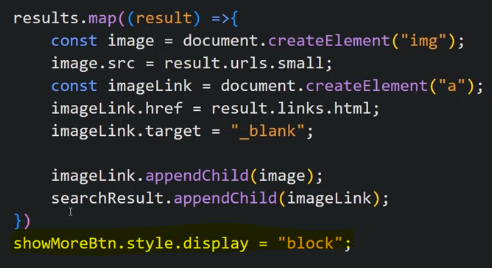 results.map((result) =>{
const image = document.createElement("img");
image.src = result.urls.small;
const imageLink = document.createElement("a");
imageLink.href = result.links.html;
imageLink.target = "_blank";
imageLink.appendChild(image);
searchResult.appendChild(imageLink);
})
showMoreBtn.style.display = "block";